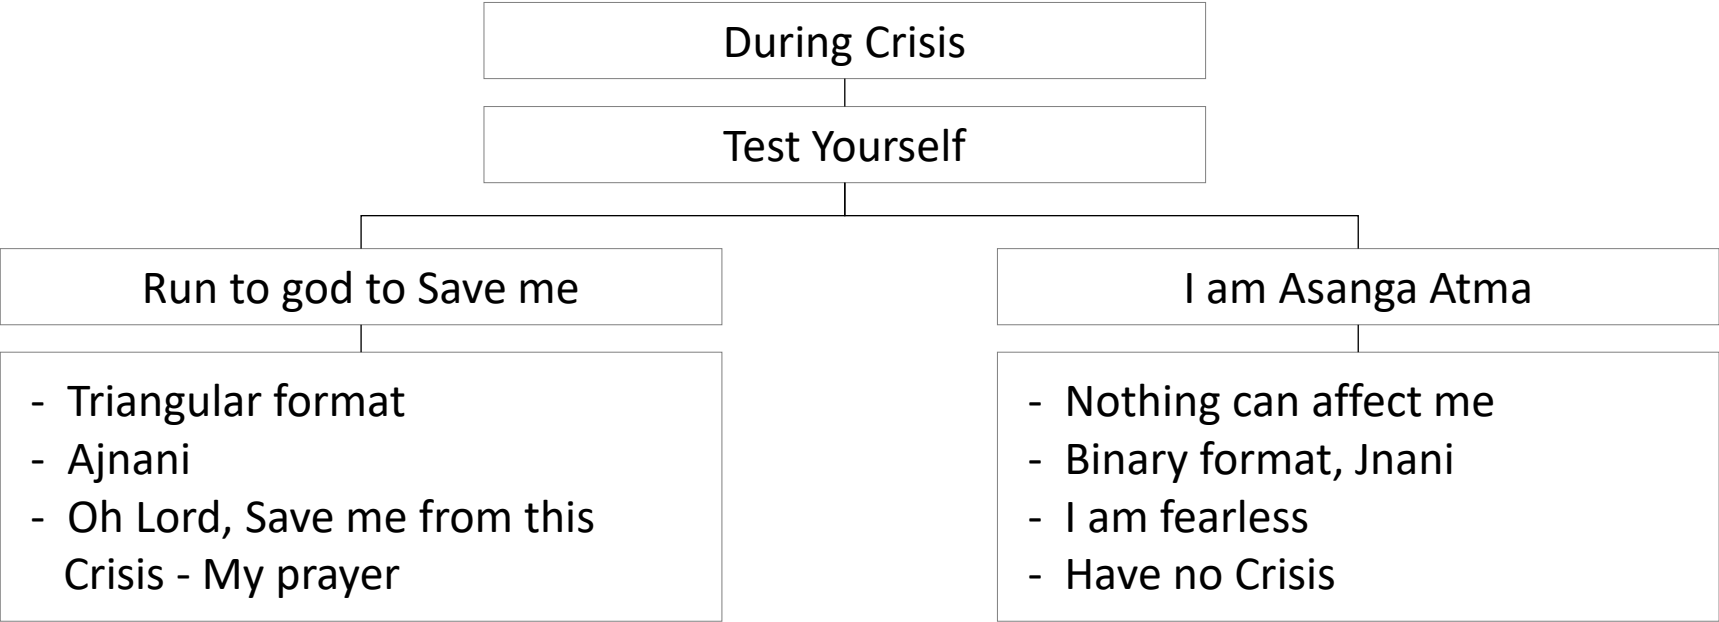 During Crisis
Test Yourself
Run to god to Save me
- Triangular format
- Ajnani
- Oh Lord, Save me from this
Crisis - My prayer
I am Asanga Atma
- Nothing can affect me
- Binary format, Jnani
- I am fearless
- Have no Crisis